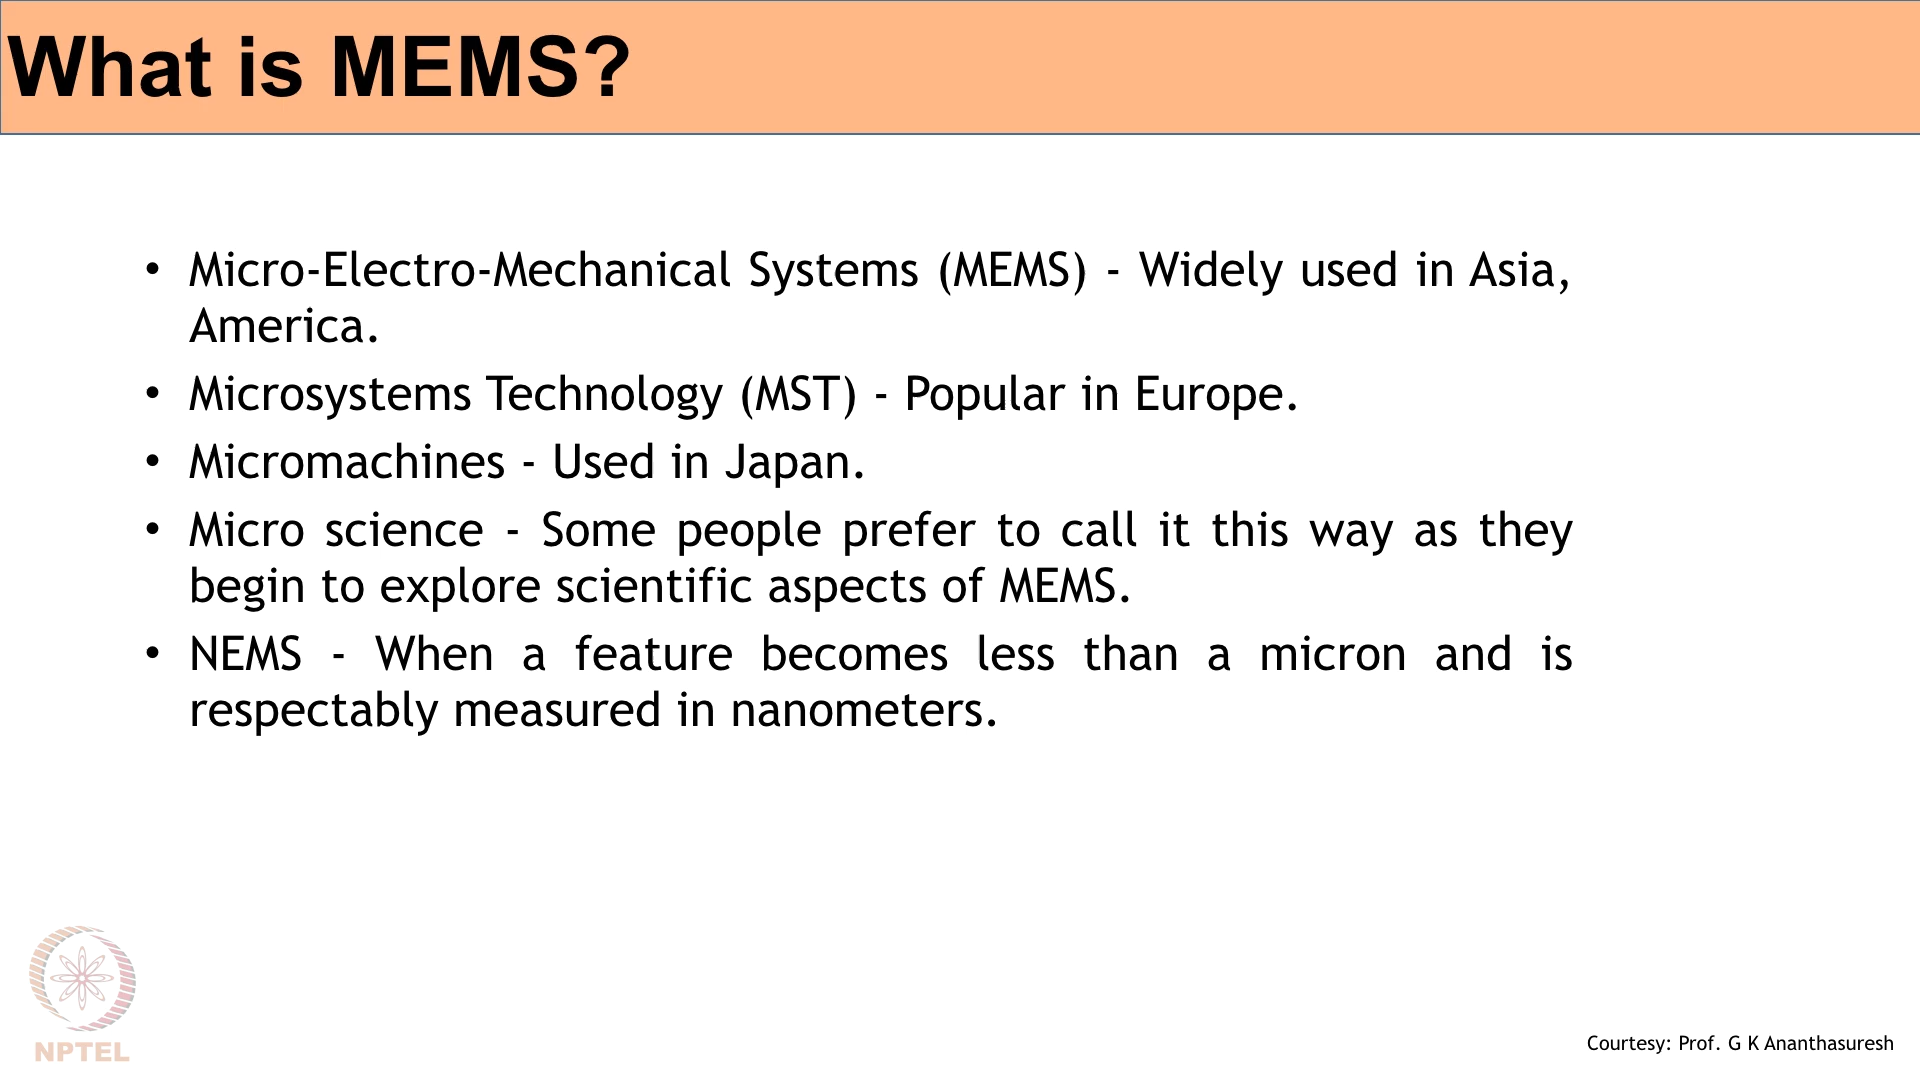 What is MEMS?
• Micro-Electro-Mechanical Systems (MEMS) - Widely used in Asia,
America.
• Microsystems Technology (MST) - Popular in Europe.
• Micromachines - Used in Japan.
• Micro science - Some people prefer to call it this way as they
begin to explore scientific aspects of MEMS.
• NEMS - When a feature becomes less than a micron and is
respectably measured in nanometers.
NPTEL
Courtesy: Prof. G K Ananthasuresh